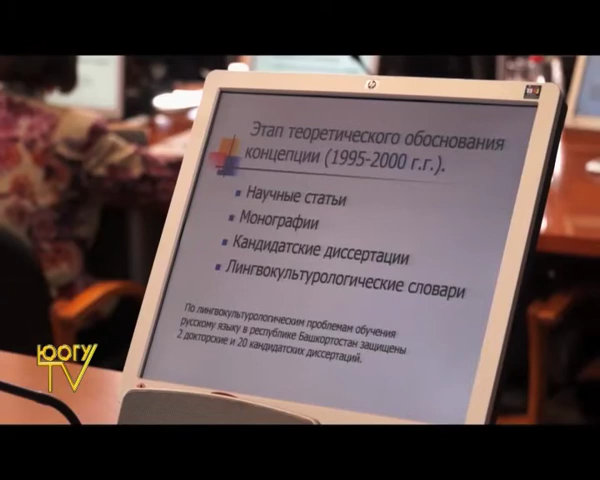 hp
Этап теоретического обоснования
концепции (1995-2000 г.г.).
Научные статьи
Монографии
Кандидатские диссертации
Лингвокультурологические словари
По лингвокультурологическим проблемам обучения
русскому языку в республике Башкортостан защищены
2 докторские и 20 кандидатских диссертаций.
ЮОГУ
TV